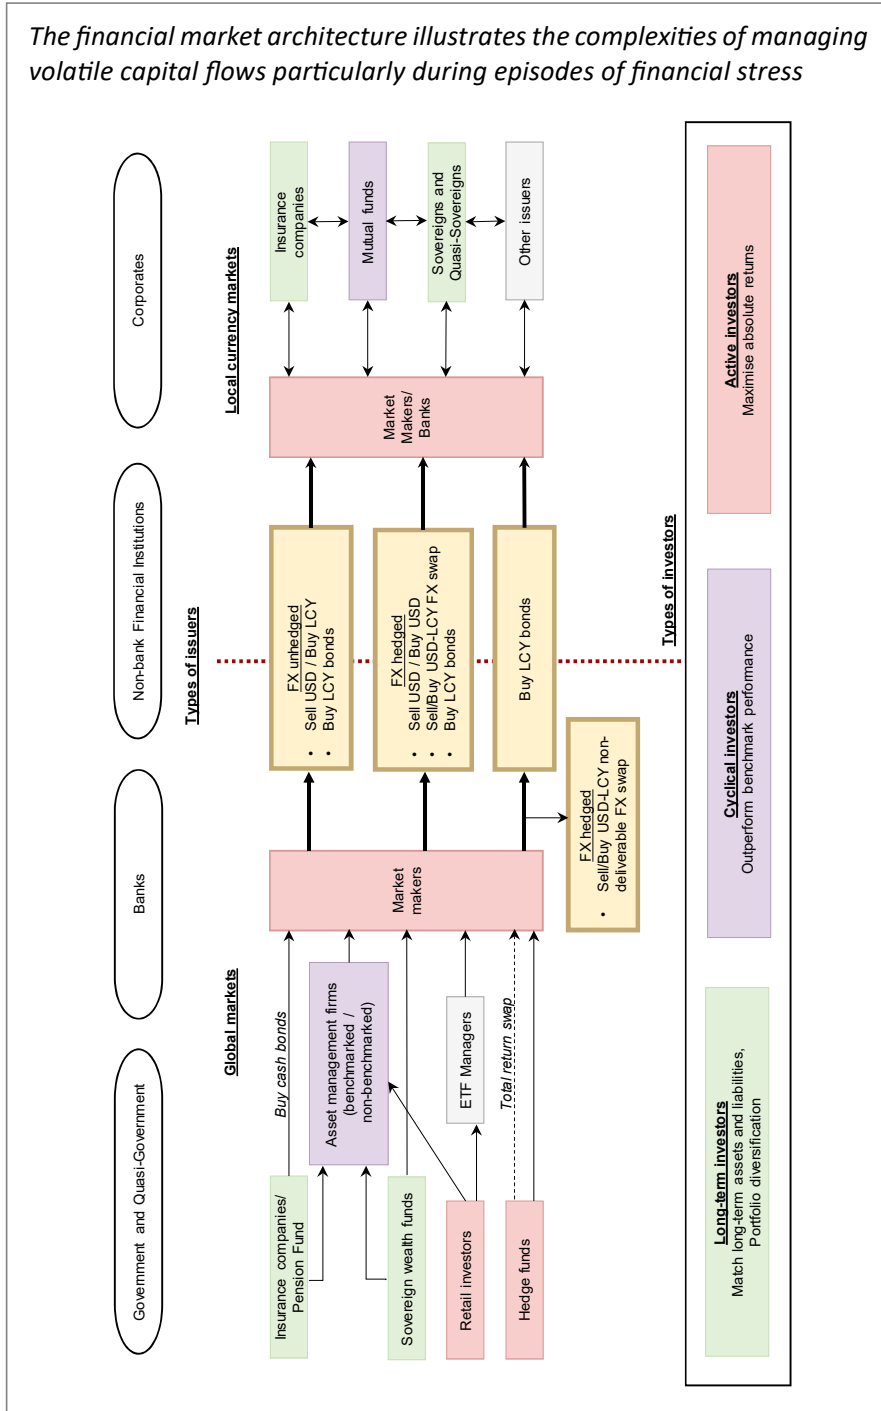 The financial market architecture illustrates the complexities of managing
volatile capital flows particularly during episodes of financial stress
Government and Quasi-Government
Banks
Non-bank Financial Institutions
Corporates
Types of issuers
Global markets
Local currency markets
Insurance companies/
Pension Fund
Sovereign wealth funds
Retail investors
Hedge funds
Buy cash bonds
Asset management firms
(benchmarked /
non-benchmarked)
ETF Managers
Total return swap
Market
makers
FX unhedged
• Sell USD / Buy LCY
• Buy LCY bonds
FX hedged
• Sell USD / Buy USD
• Sell/Buy USD-LCY FX swap
• Buy LCY bonds
Buy LCY bonds
FX hedged
• Sell/Buy USD-LCY non-
deliverable FX swap
Market
Makers/
Banks
Insurance
companies
Mutual funds
Sovereigns and
Quasi-Sovereigns
Other issuers
Types of investors
Long-term investors
Match long-term assets and liabilities,
Portfolio diversification
Cyclical investors
Outperform benchmark performance
Active investors
Maximise absolute returns